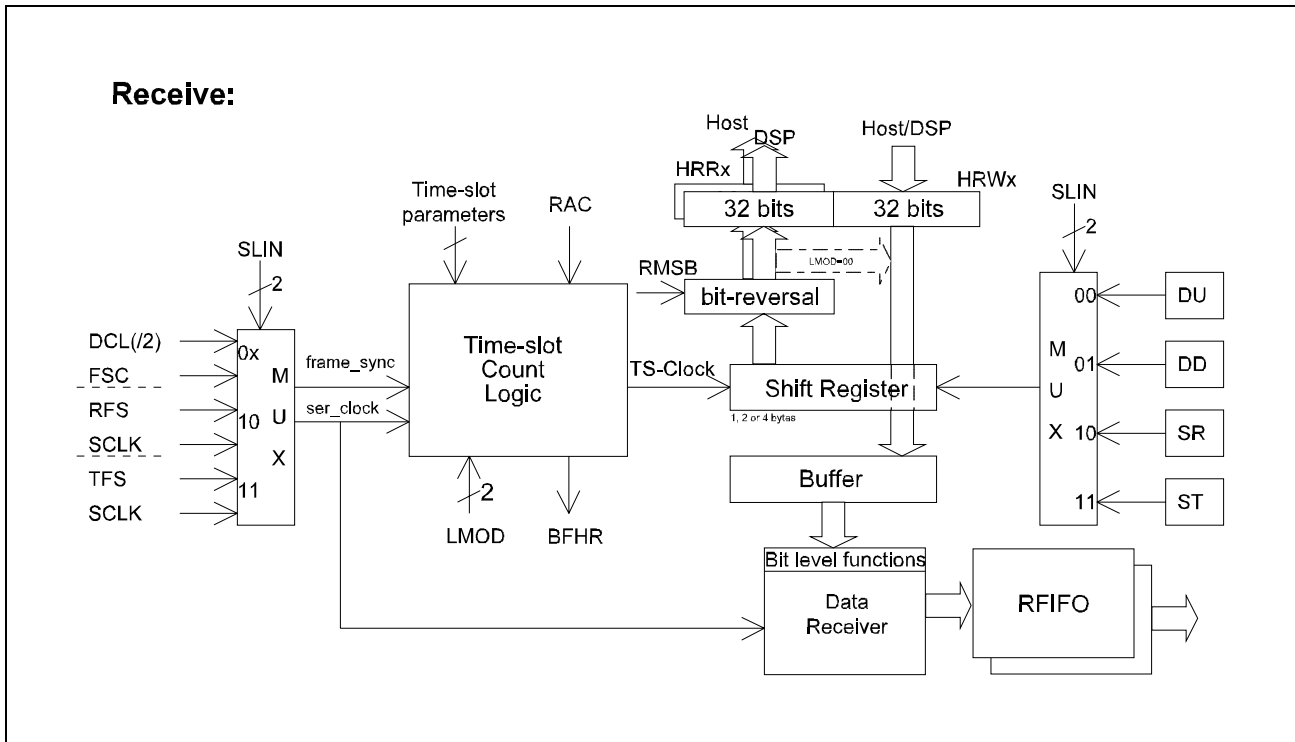 Receive:
Host
DSP
Host/DSP
HRRx
HRWx
32 bits
32 bits
Time-slot
parameters
RAC
SLIN
2
SLIN
2
LMOD=00
RMSB
bit-reversal
DCL(/2)
FSC
RFS
SCLK
TFS
SCLK
0x
10
11
M
U
X
frame_sync
ser_clock
Time-slot
Count
Logic
TS-Clock
Shift Register
1, 2 or 4 bytes
2
LMOD
BFHR
00
01
10
11
M
U
X
DU
DD
SR
ST
Buffer
Bit level functions
Data
Receiver
RFIFO